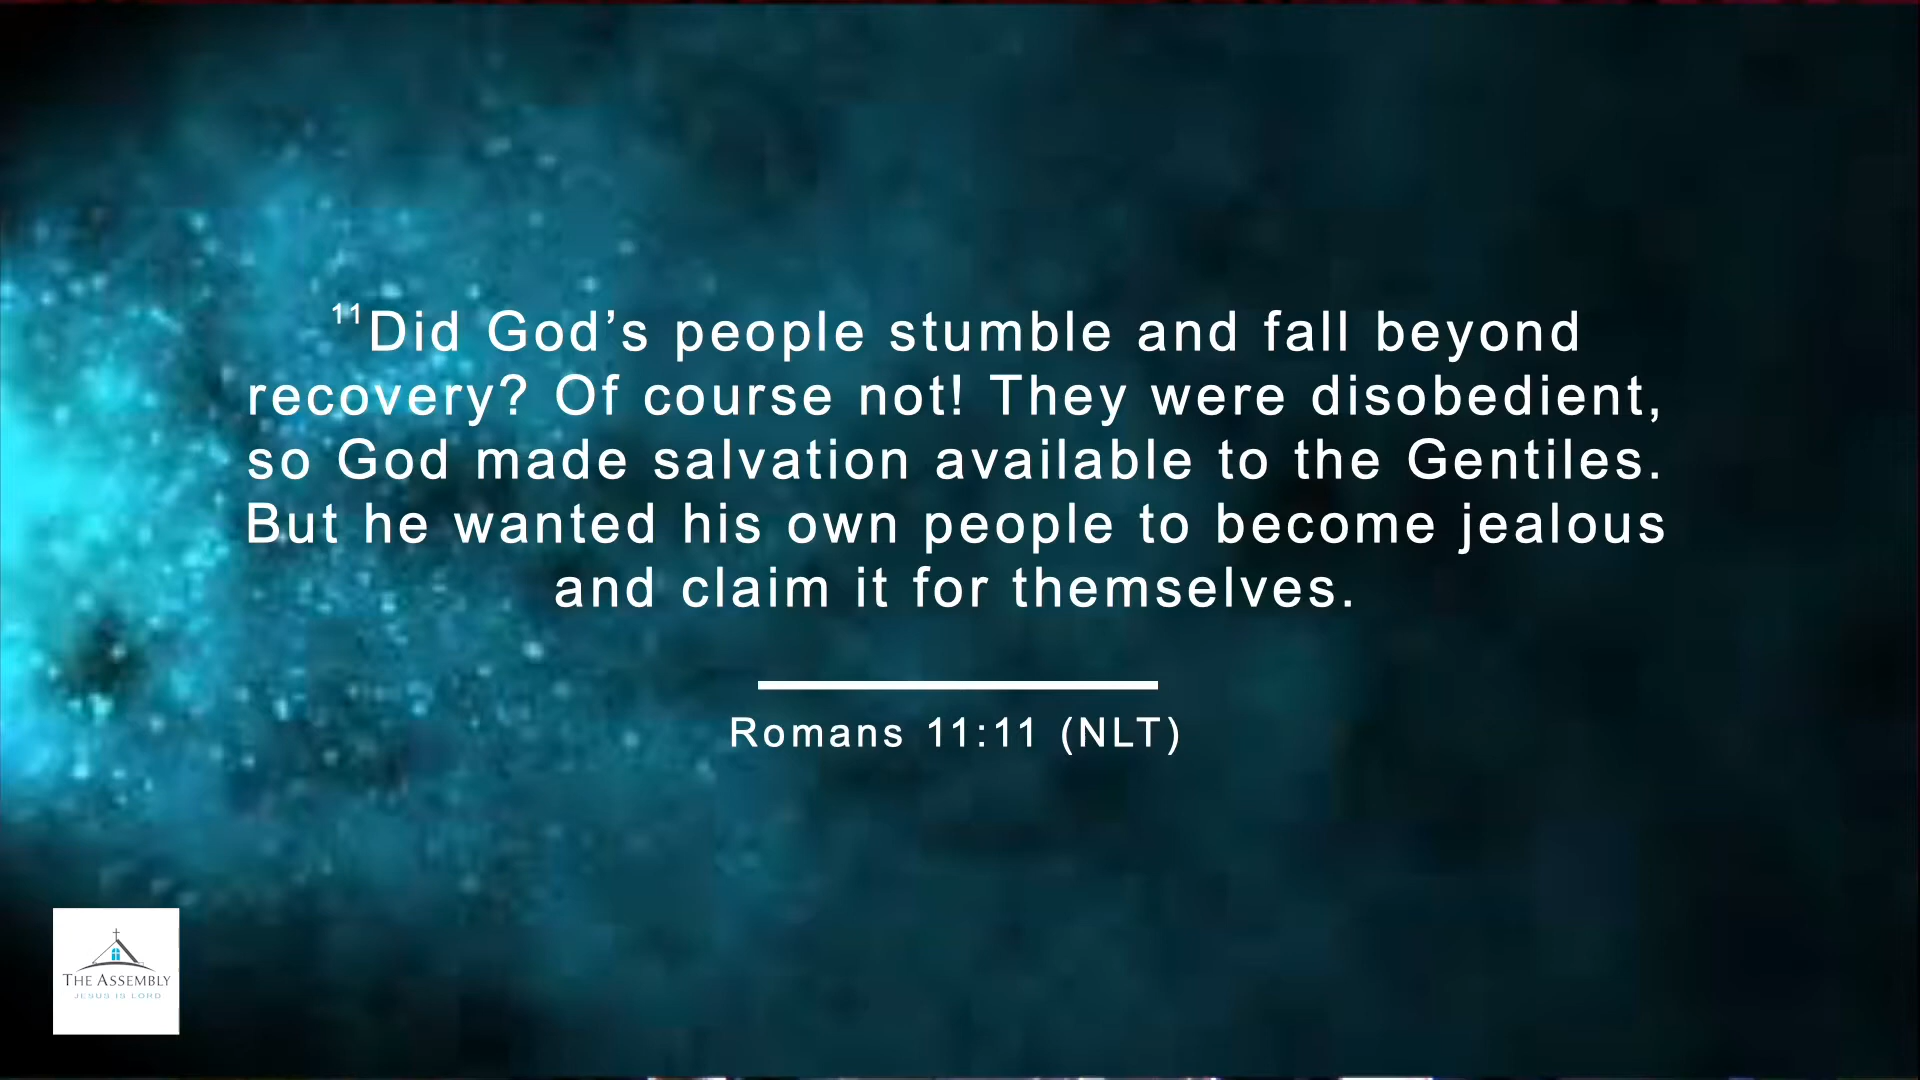 11Did God’s people stumble and fall beyond
recovery? Of course not! They were disobedient,
so God made salvation available to the Gentiles.
But he wanted his own people to become jealous
and claim it for themselves.
Romans 11:11 (NLT)
THE ASSEMBLY
JESUS IS LORD